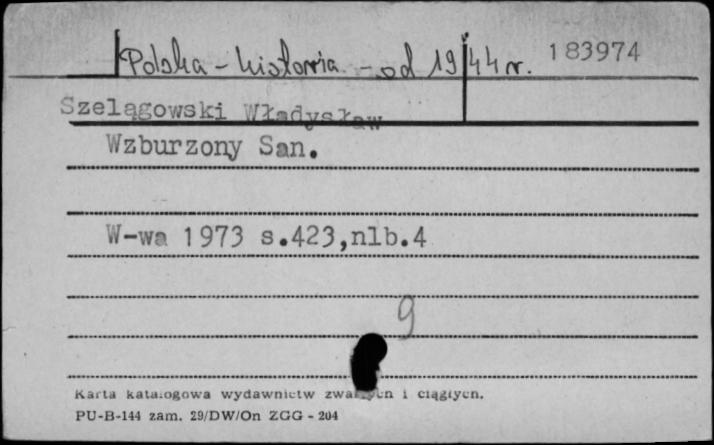 Polska - historia - od 1944 r. 183974
Szelągowski Władysław
Wzburzony San.
W-wa 1973 s.423,nlb.4
9
Karta katalogowa wydawnictw zwartych i ciągłych.
PU-B-144 zam. 29/DW/On ZGG - 204